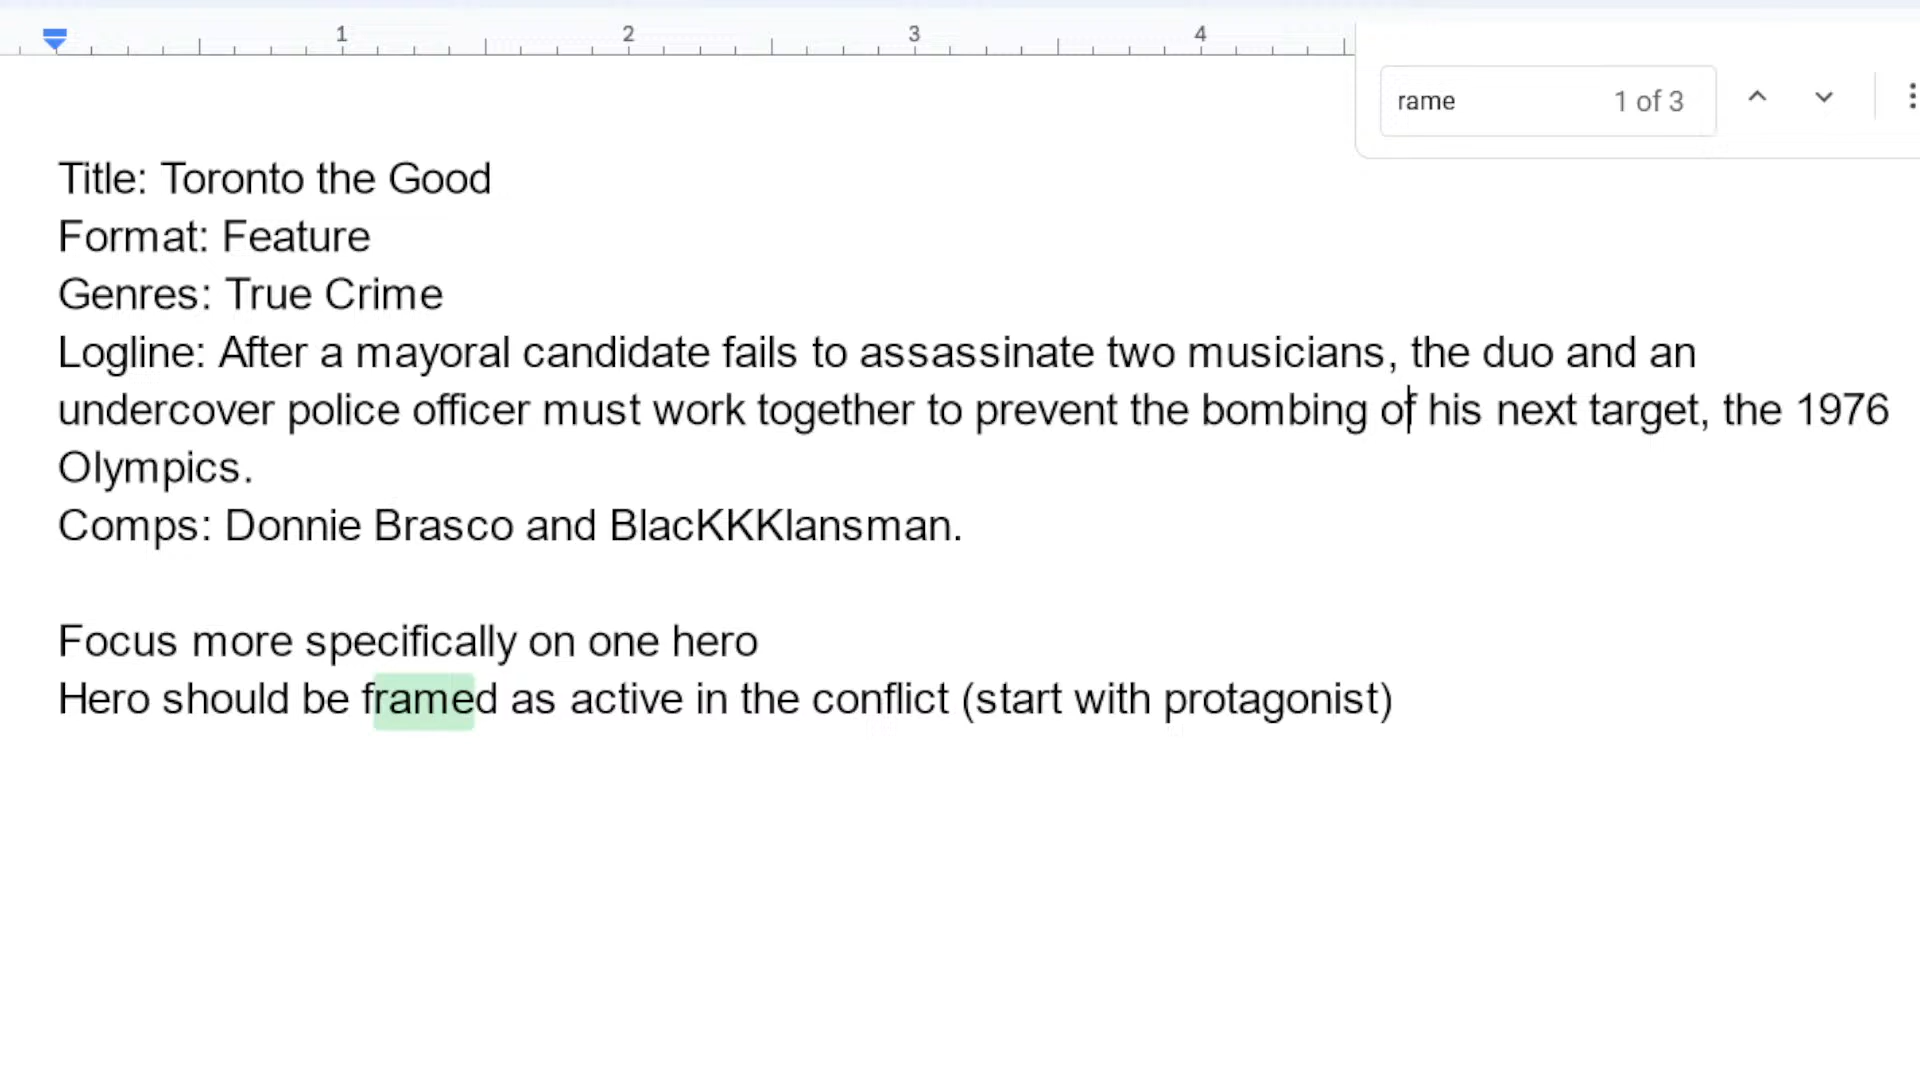 1 2 3 4
rame 1 of 3
Title: Toronto the Good
Format: Feature
Genres: True Crime
Logline: After a mayoral candidate fails to assassinate two musicians, the duo and an
undercover police officer must work together to prevent the bombing of his next target, the 1976
Olympics.
Comps: Donnie Brasco and BlacKKKlansman.
Focus more specifically on one hero
Hero should be framed as active in the conflict (start with protagonist)